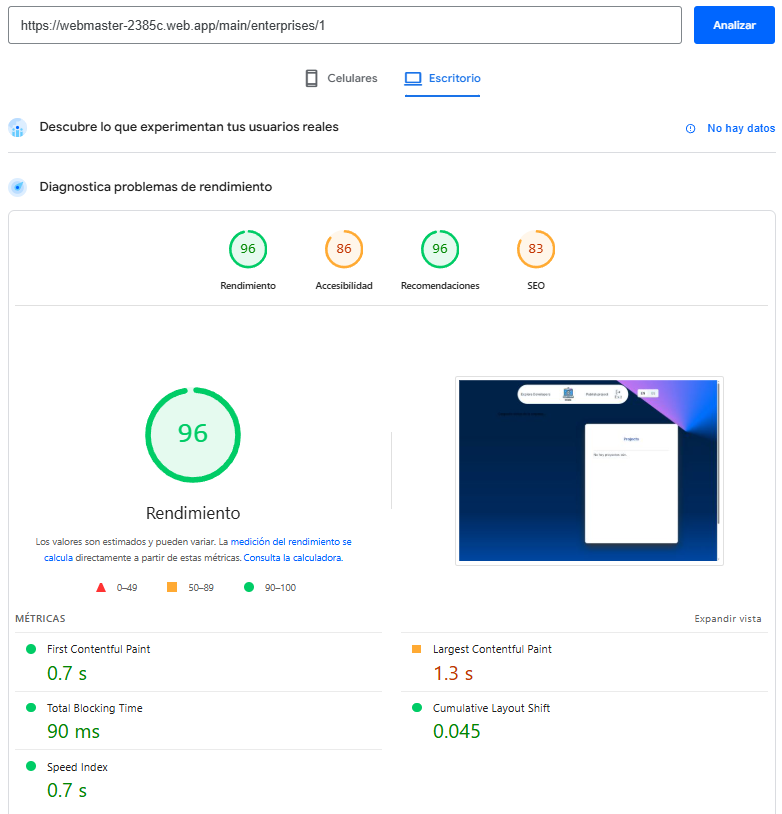 https://webmaster-2385c.web.app/main/enterprises/1
Analizar
Celulares
Escritorio
Descubre lo que experimentan tus usuarios reales
No hay datos
Diagnostica problemas de rendimiento
96
86
96
83
Rendimiento
Accesibilidad
Recomendaciones
SEO
96
Rendimiento
Los valores son estimados y pueden variar. La medición del rendimiento se
calcula directamente a partir de estas métricas. Consulta la calculadora.
0–49
50–89
90–100
Projects
MÉTRICAS
Expandir vista
First Contentful Paint
0.7 s
Largest Contentful Paint
1.3 s
Total Blocking Time
90 ms
Cumulative Layout Shift
0.045
Speed Index
0.7 s